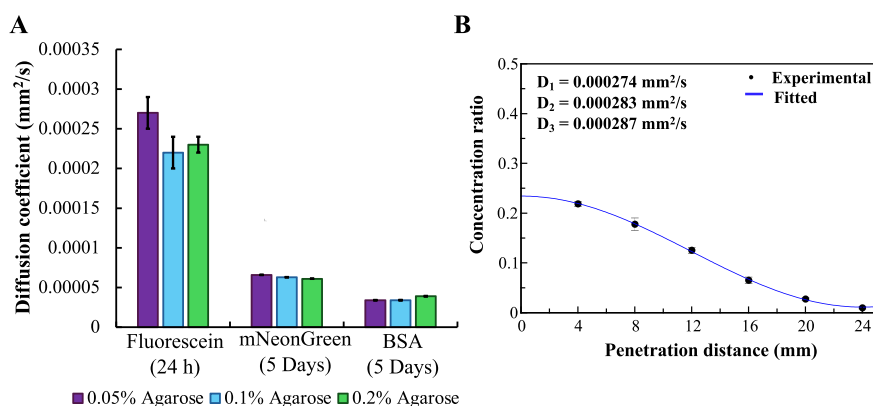 A
Diffusion coefficient (mm²/s)
0.00035
0.0003
0.00025
0.0002
0.00015
0.0001
0.00005
0
Fluorescein
(24 h)
mNeonGreen
(5 Days)
BSA
(5 Days)
0.05% Agarose 0.1% Agarose 0.2% Agarose
B
D₁ = 0.000274 mm²/s
D₂ = 0.000283 mm²/s
D₃ = 0.000287 mm²/s
Experimental
Fitted
Concentration ratio
0.5
0.4
0.3
0.2
0.1
0.0
0 4 8 12 16 20 24
Penetration distance (mm)